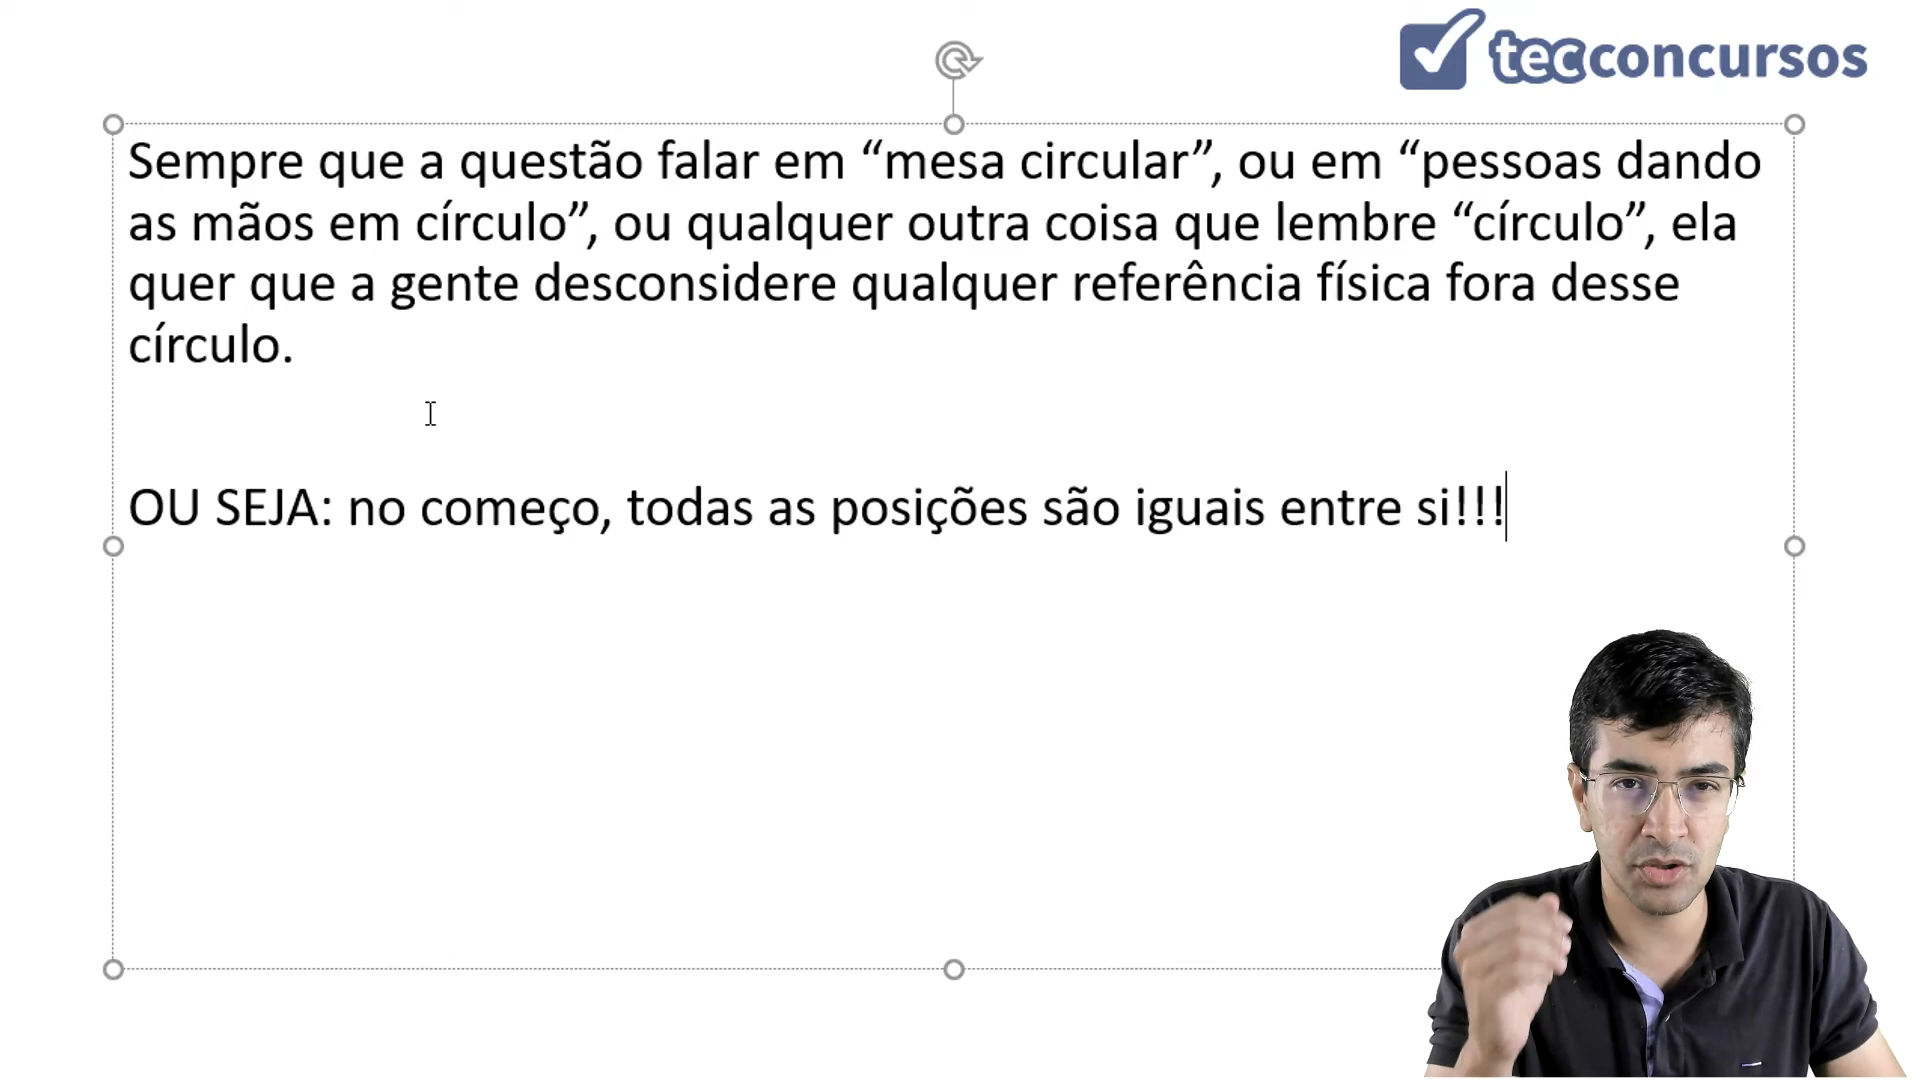 tecconcursos
Sempre que a questão falar em “mesa circular”, ou em “pessoas dando
as mãos em círculo”, ou qualquer outra coisa que lembre “círculo”, ela
quer que a gente desconsidere qualquer referência física fora desse
círculo.
OU SEJA: no começo, todas as posições são iguais entre si!!!